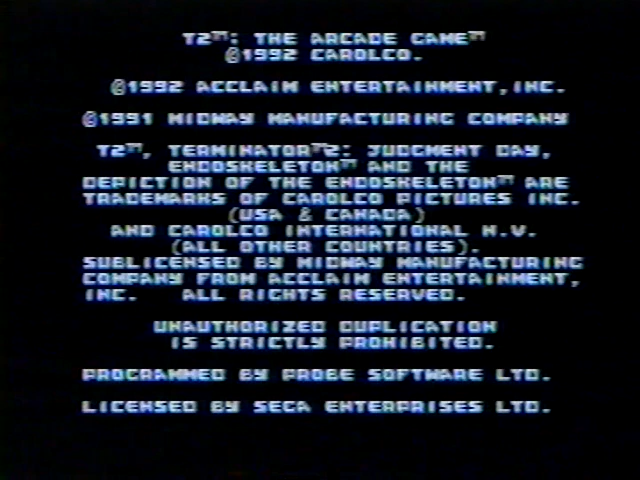 T2™: THE ARCADE GAME™
©1992 CAROLCO.
©1992 ACCLAIM ENTERTAINMENT,INC.
©1991 MIDWAY MANUFACTURING COMPANY
T2™, TERMINATOR™2: JUDGMENT DAY,
ENDOSKELETON™ AND THE
DEPICTION OF THE ENDOSKELETON™ ARE
TRADEMARKS OF CAROLCO PICTURES INC.
(USA & CANADA)
AND CAROLCO INTERNATIONAL N.V.
(ALL OTHER COUNTRIES).
SUBLICENSED BY MIDWAY MANUFACTURING
COMPANY FROM ACCLAIM ENTERTAINMENT,
INC. ALL RIGHTS RESERVED.
UNAUTHORIZED DUPLICATION
IS STRICTLY PROHIBITED.
PROGRAMMED BY PROBE SOFTWARE LTD.
LICENSED BY SEGA ENTERPRISES LTD.